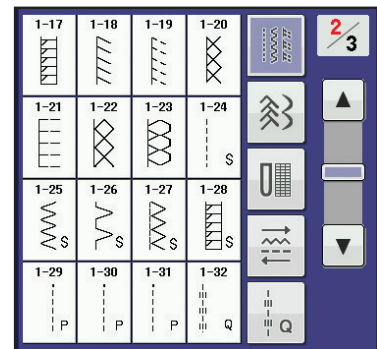 1-17 1-18 1-19 1-20 2/3
1-21 1-22 1-23 1-24
S
1-25 1-26 1-27 1-28
S S S S
1-29 1-30 1-31 1-32
P P P Q Q